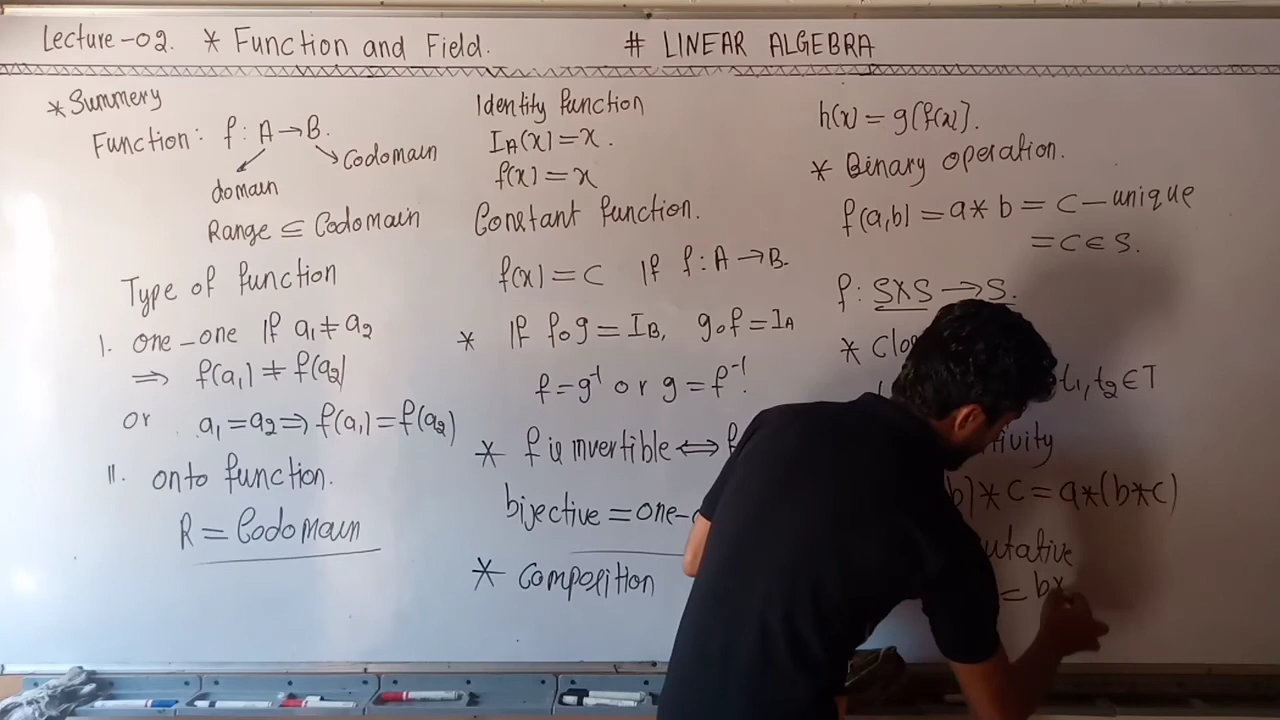 Lecture-02. * Function and Field. # LINEAR ALGEBRA
* Summery
Function: f: A → B.
domain
Codomain
Range ⊆ Codomain
Type of function
I. one-one If a₁ ≠ a₂
⇒ f(a₁) ≠ f(a₂)
or a₁ = a₂ ⇒ f(a₁) = f(a₂)
II. onto function.
R = Codomain
Identity function
I_A(x) = x.
f(x) = x
Constant function.
f(x) = C If f: A → B.
* If fog = I_B, gof = I_A
f = g⁻¹ or g = f⁻¹.
* f is invertible ⇔ f
bijective = one-
* Composition
h(x) = g[f(x)].
* Binary operation.
f(a,b) = a * b = C - unique
= C ∈ S.
f: S×S → S.
* Clo
t₁, t₂ ∈ T
tivity
b) * c = a*(b*c)
utative
= b*